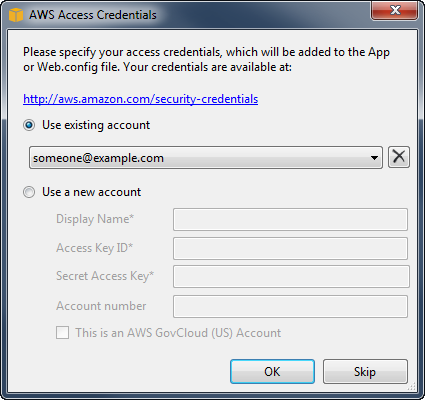 AWS Access Credentials
Please specify your access credentials, which will be added to the App
or Web.config file. Your credentials are available at:
http://aws.amazon.com/security-credentials
Use existing account
someone@example.com
Use a new account
Display Name*
Access Key ID*
Secret Access Key*
Account number
This is an AWS GovCloud (US) Account
OK
Skip